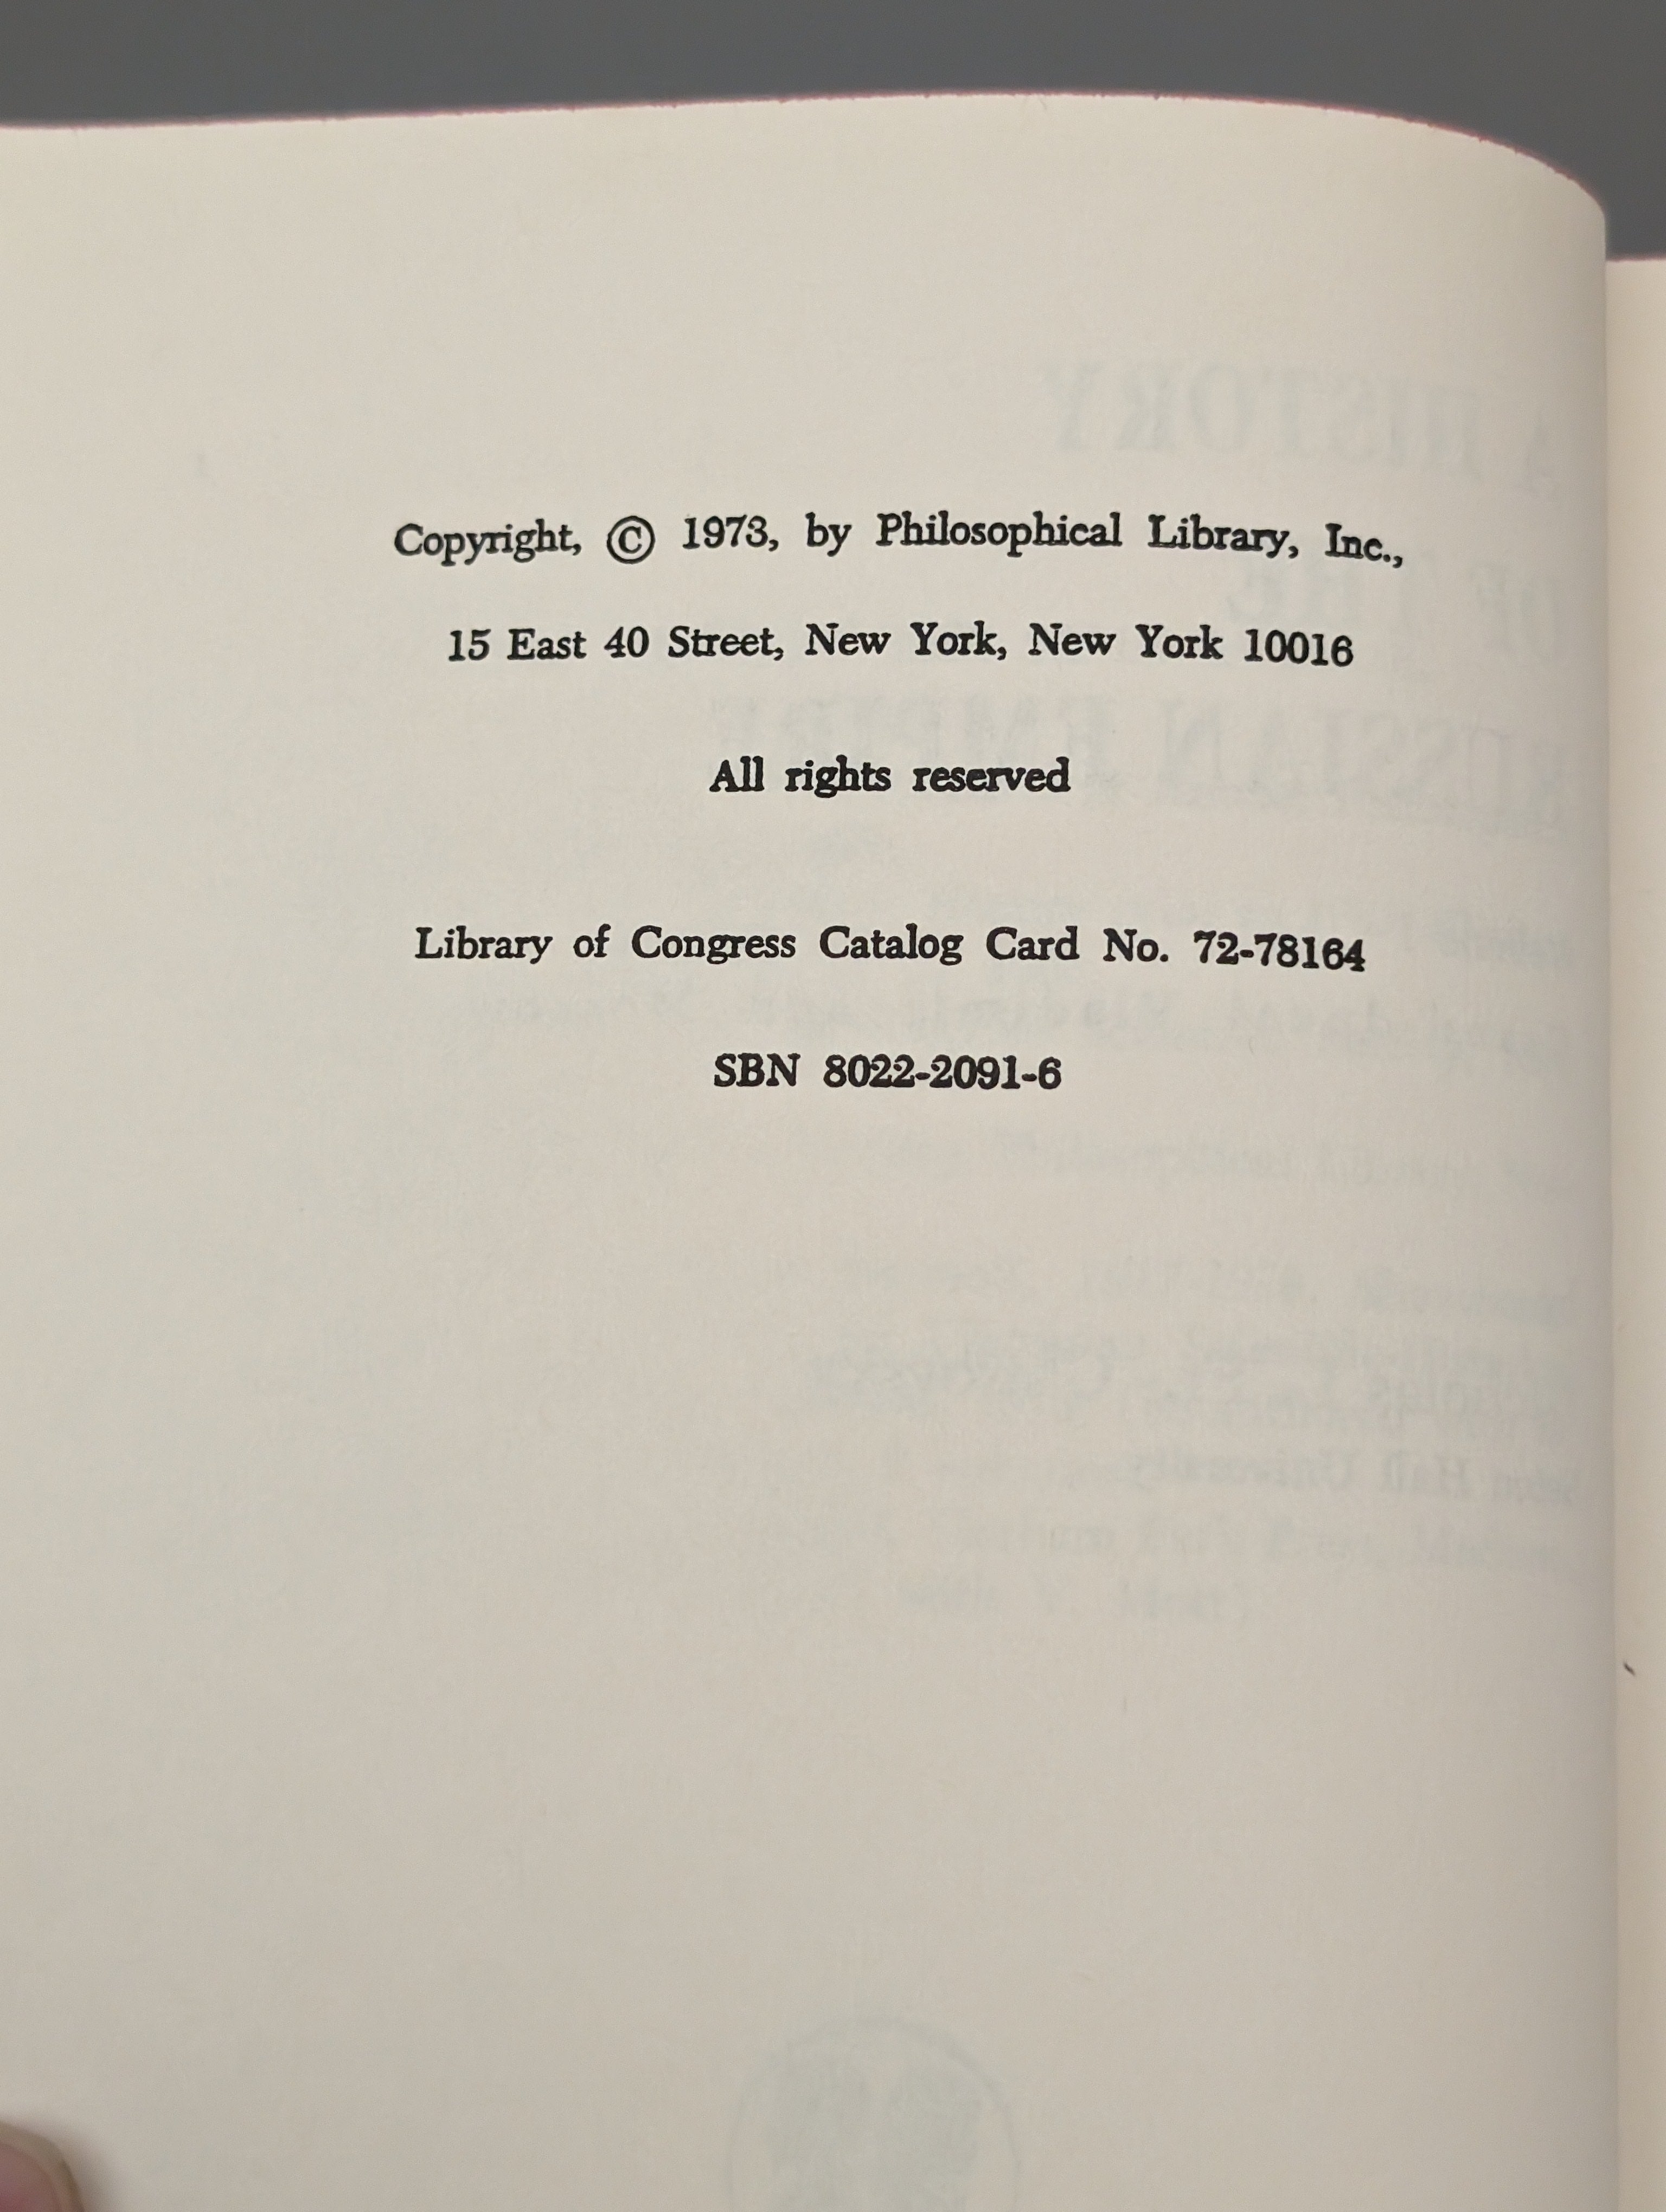 Copyright, © 1973, by Philosophical Library, Inc.,
15 East 40 Street, New York, New York 10016
All rights reserved
Library of Congress Catalog Card No. 72-78164
SBN 8022-2091-6